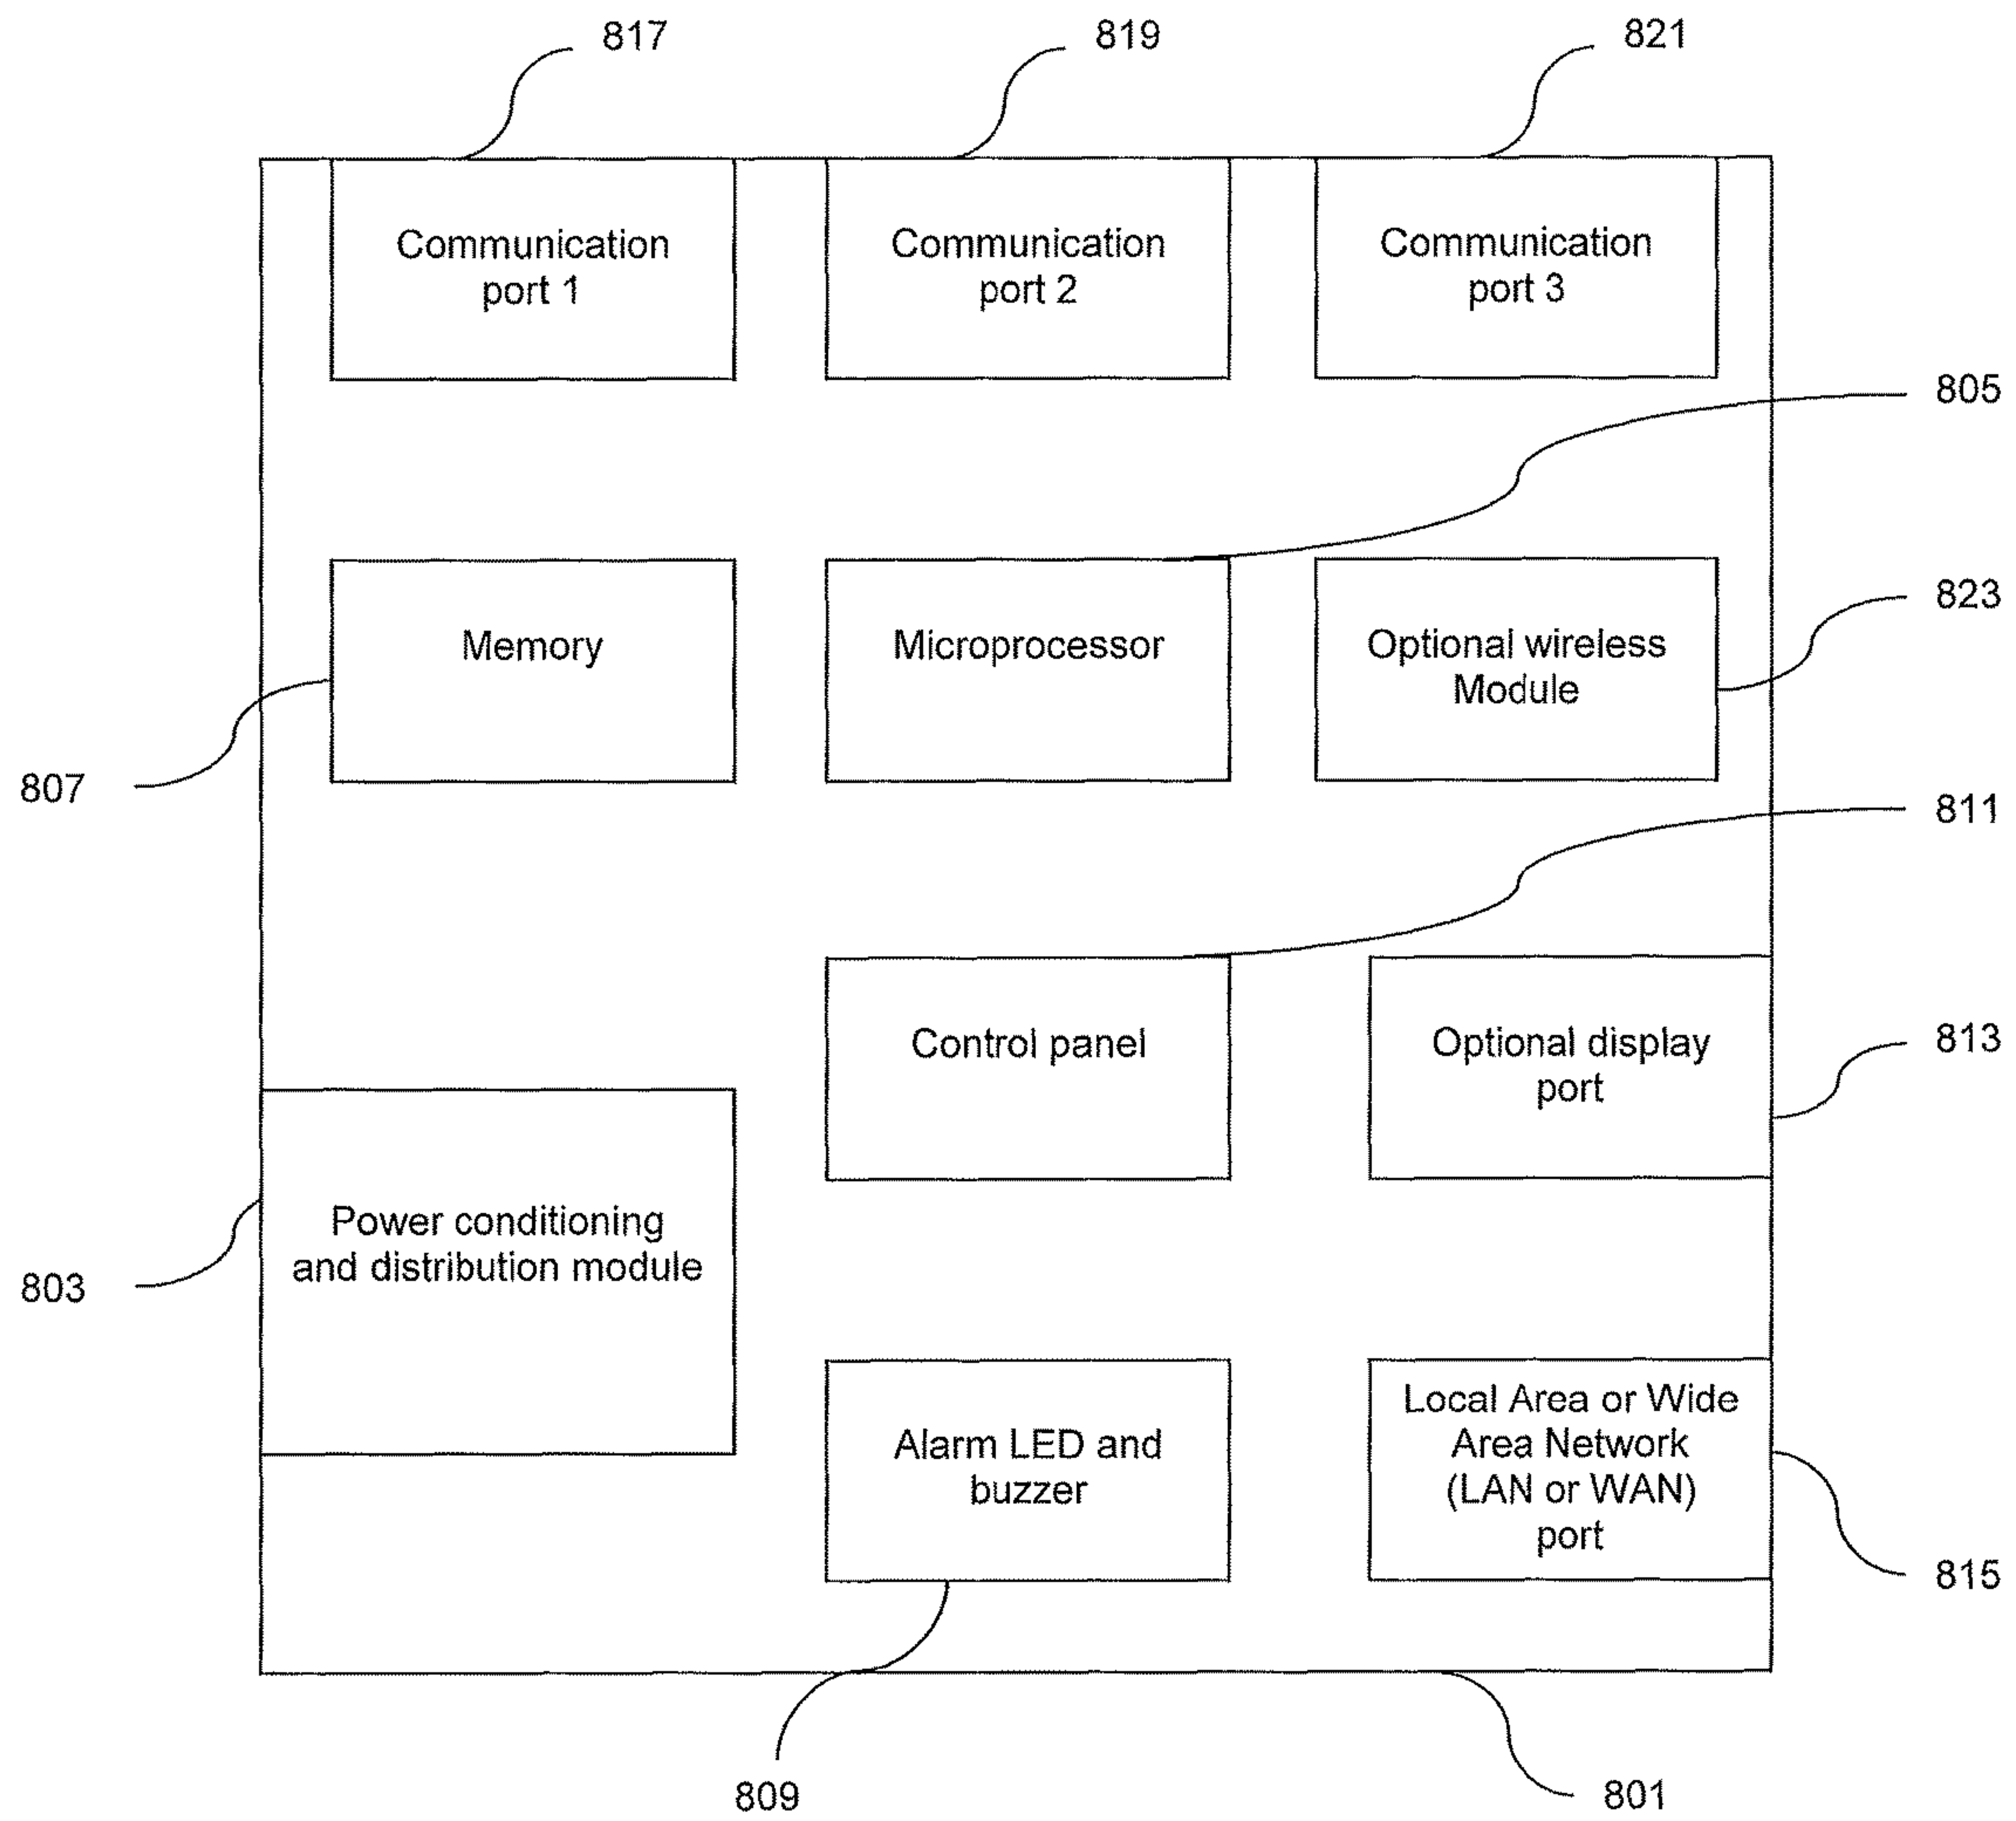 817
819
821
Communication
port 1
Communication
port 2
Communication
port 3
805
Memory
Microprocessor
Optional wireless
Module
823
807
811
Control panel
Optional display
port
813
Power conditioning
and distribution module
803
Alarm LED and
buzzer
Local Area or Wide
Area Network
(LAN or WAN)
port
815
809
801